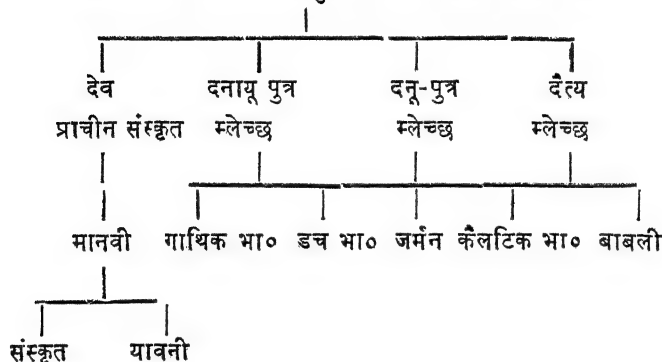 देव दनायू पुत्र दनू-पुत्र दैत्य
प्राचीन संस्कृत म्लेच्छ म्लेच्छ म्लेच्छ
मानवी गाथिक भा० डच भा० जर्मन कैलटिक भा० बाबली
संस्कृत यावनी